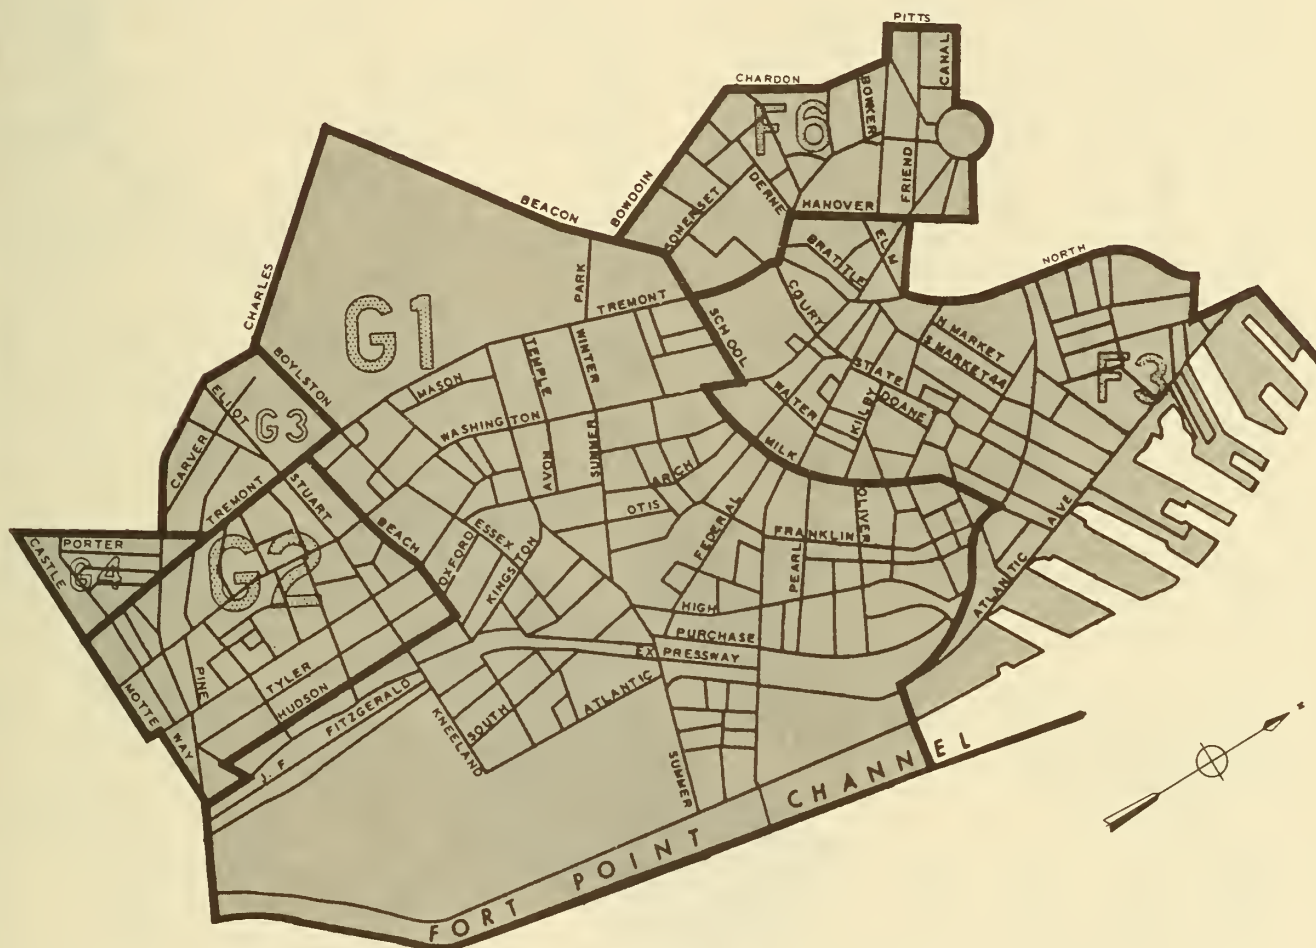 PITTS
CANAL
CHARDON
BOWKER
F6
FRIEND
BOWDOIN
DERNE
HANOVER
SOMERSET
BEACON
ELM
BRATTLE
NORTH
CHARLES
PARK
TREMONT
COURT
SCHOOL
G1
N MARKET
S MARKET 44
F3
BOYLSTON
WINTER
TEMPLE
MASON
STATE
DOANE
KILBY
WATER
ELIOT
G3
WASHINGTON
CARVER
SUMMER
AVON
MILK
ARCH
TREMONT
STUART
OTIS
FEDERAL
OLIVER
AVE
ATLANTIC
BEACH
ESSEX
OXFORD
KINGSTON
FRANKLIN
PEARL
PORTER
CASTLE
G4
G2
HIGH
PURCHASE
EXPRESSWAY
PINE
TYLER
HUDSON
MOTTE
WAY
J. F. FITZGERALD
KNEELAND
SOUTH
ATLANTIC
SUMMER
N
FORT POINT CHANNEL